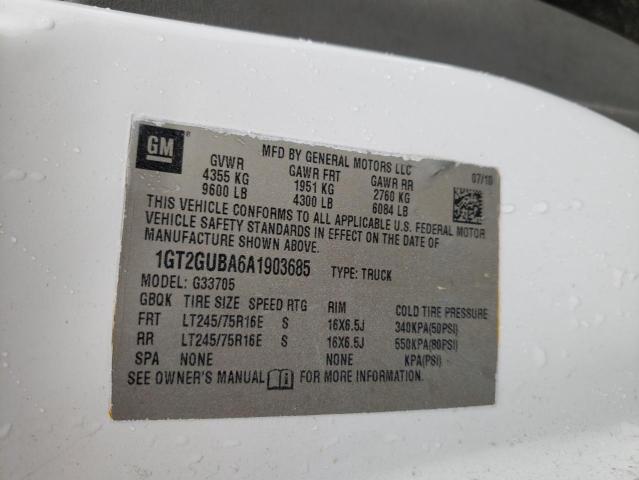 GM ®
MFD BY GENERAL MOTORS LLC 07/10
GVWR GAWR FRT GAWR RR
4355 KG 1951 KG 2760 KG
9600 LB 4300 LB 6084 LB
THIS VEHICLE CONFORMS TO ALL APPLICABLE U.S. FEDERAL MOTOR
VEHICLE SAFETY STANDARDS IN EFFECT ON THE DATE OF
MANUFACTURE SHOWN ABOVE.
1GT2GUBA6A1903685 TYPE: TRUCK
MODEL: G33705
GBQK TIRE SIZE SPEED RTG RIM COLD TIRE PRESSURE
FRT LT245/75R16E S 16X6.5J 340KPA(50PSI)
RR LT245/75R16E S 16X6.5J 550KPA(80PSI)
SPA NONE NONE KPA(PSI)
SEE OWNER'S MANUAL FOR MORE INFORMATION.